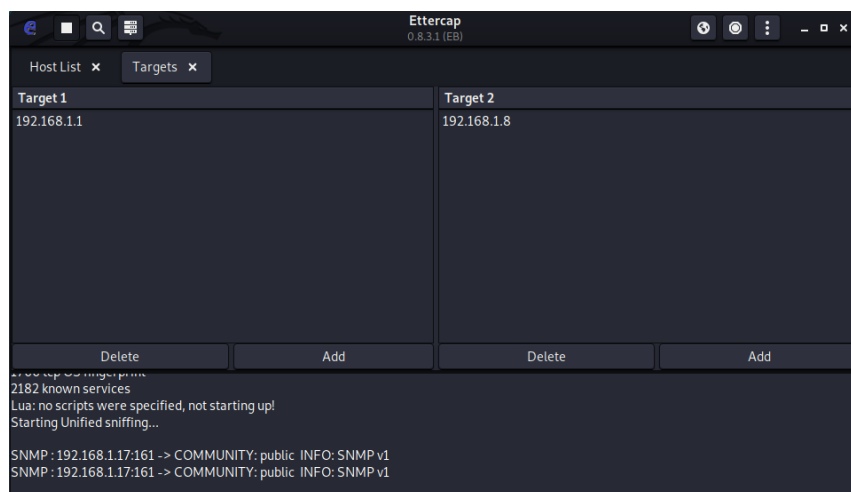 Ettercap
0.8.3.1 (EB)
Host List
Targets
Target 1
Target 2
192.168.1.1
192.168.1.8
Delete
Add
Delete
Add
2182 known services
Lua: no scripts were specified, not starting up!
Starting Unified sniffing...
SNMP : 192.168.1.17:161 -> COMMUNITY: public INFO: SNMP v1
SNMP : 192.168.1.17:161 -> COMMUNITY: public INFO: SNMP v1